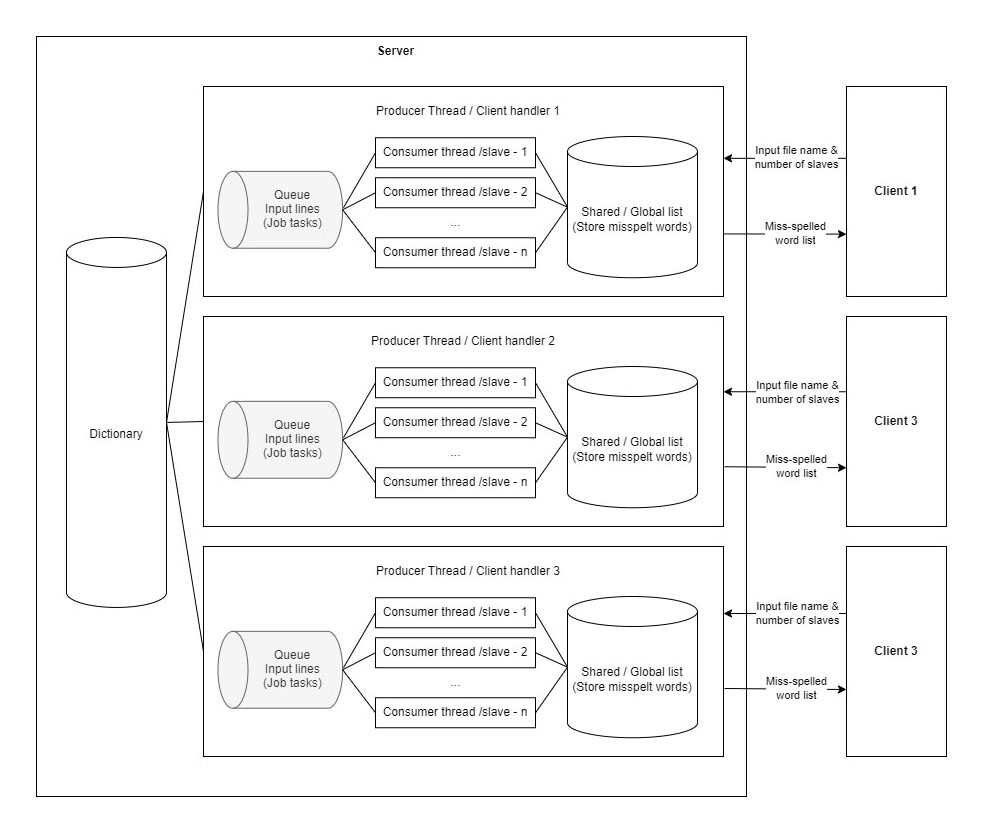 Server
Producer Thread / Client handler 1
Consumer thread /slave - 1
Consumer thread /slave - 2
...
Consumer thread /slave - n
Queue
Input lines
(Job tasks)
Shared / Global list
(Store misspelt words)
Input file name &
number of slaves
Miss-spelled
word list
Client 1
Dictionary
Producer Thread / Client handler 2
Consumer thread /slave - 1
Consumer thread /slave - 2
...
Consumer thread /slave - n
Queue
Input lines
(Job tasks)
Shared / Global list
(Store misspelt words)
Input file name &
number of slaves
Miss-spelled
word list
Client 3
Producer Thread / Client handler 3
Consumer thread /slave - 1
Consumer thread /slave - 2
...
Consumer thread /slave - n
Queue
Input lines
(Job tasks)
Shared / Global list
(Store misspelt words)
Input file name &
number of slaves
Miss-spelled
word list
Client 3